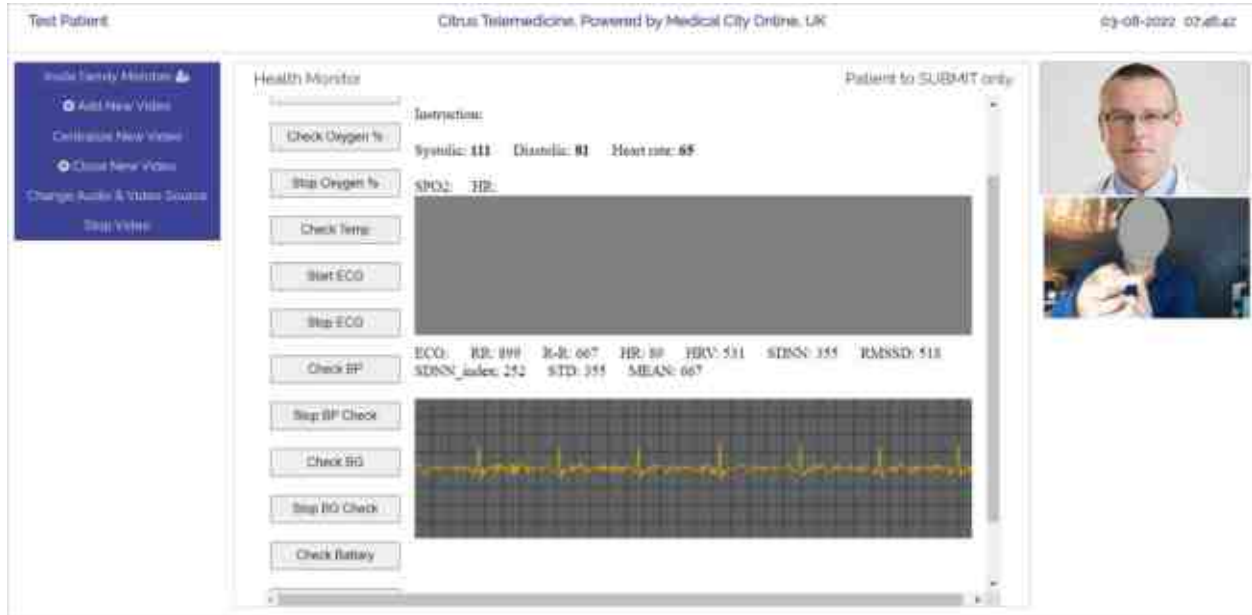 Test Patient
Citrus Telemedicine, Powered by Medical City Online, UK
03-08-2022 07:46:42
Invite Family Member
Add New Video
Centralize New Video
Close New Video
Change Audio & Video Source
Stop Video
Health Monitor
Patient to SUBMIT only
Check Oxygen %
Stop Oxygen %
Check Temp
Start ECG
Stop ECG
Check BP
Stop BP Check
Check BG
Stop BG Check
Check Battery
Instruction:
Systolic: 111 Diastolic: 81 Heart rate: 65
SPO2: HR:
ECG: RR: 899 R-R: 667 HR: 89 HRV: 531 SDNN: 355 RMSSD: 518
SDNN_index: 252 STD: 355 MEAN: 667